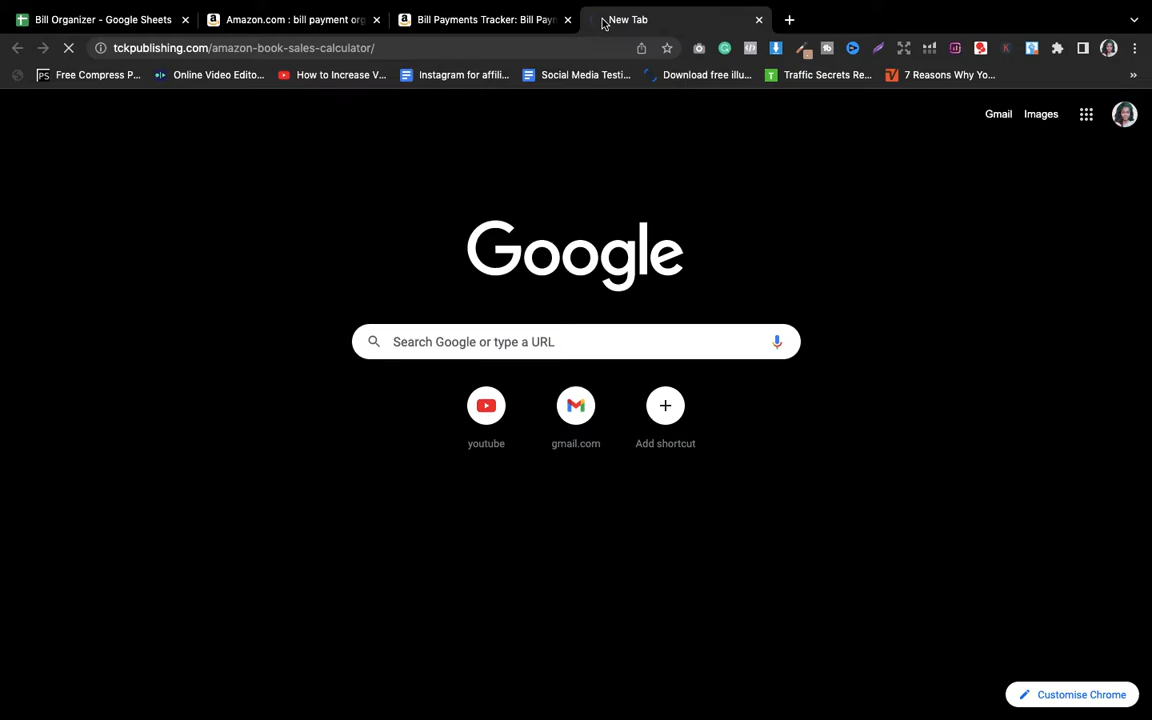 Bill Organizer - Google Sheets
Amazon.com : bill payment org
Bill Payments Tracker: Bill Payn
New Tab
tckpublishing.com/amazon-book-sales-calculator/
Free Compress P...
Online Video Edito...
How to Increase V...
Instagram for affili...
Social Media Testi...
Download free illu...
Traffic Secrets Re...
7 Reasons Why Yo...
Gmail
Images
Google
Search Google or type a URL
youtube
gmail.com
Add shortcut
Customise Chrome